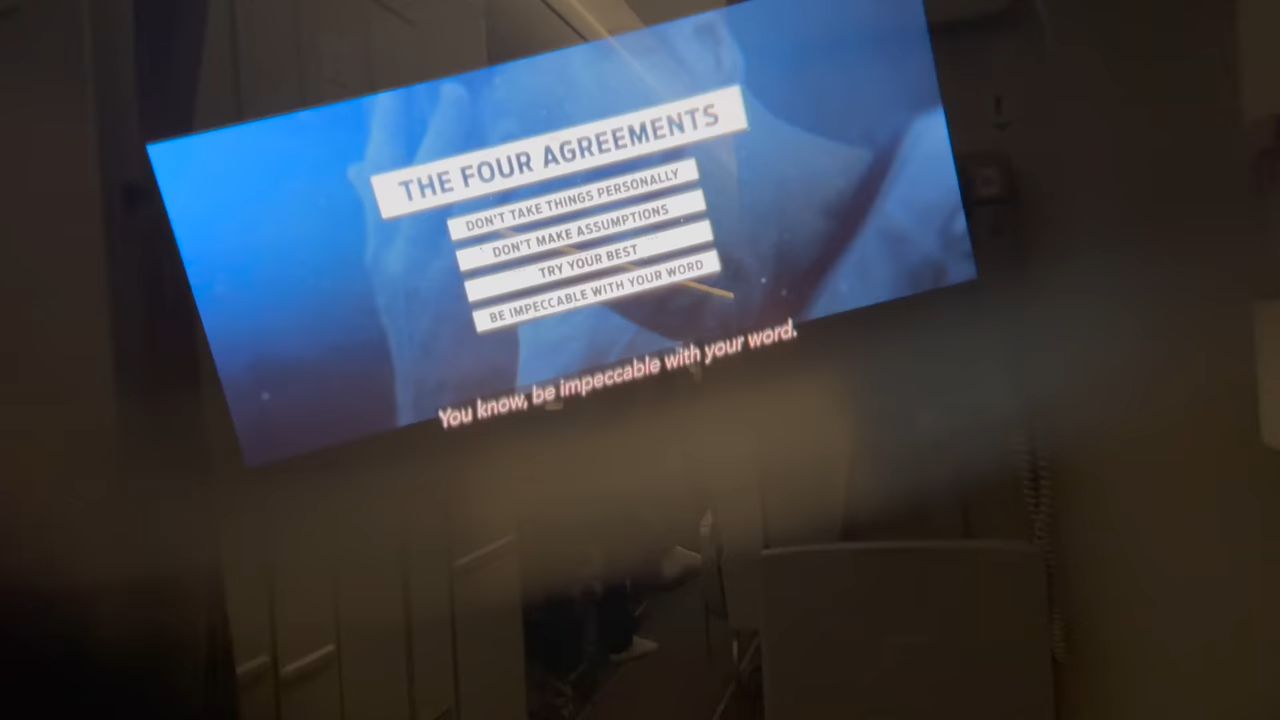 THE FOUR AGREEMENTS
DON'T TAKE THINGS PERSONALLY
DON'T MAKE ASSUMPTIONS
TRY YOUR BEST
BE IMPECCABLE WITH YOUR WORD
You know, be impeccable with your word.